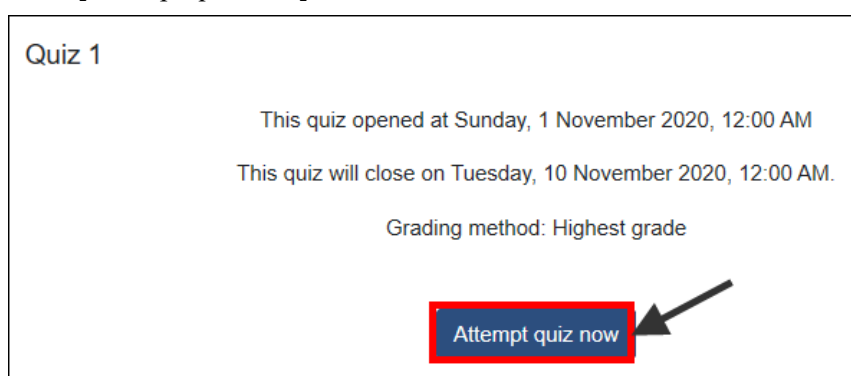 Quiz 1
This quiz opened at Sunday, 1 November 2020, 12:00 AM
This quiz will close on Tuesday, 10 November 2020, 12:00 AM.
Grading method: Highest grade
Attempt quiz now